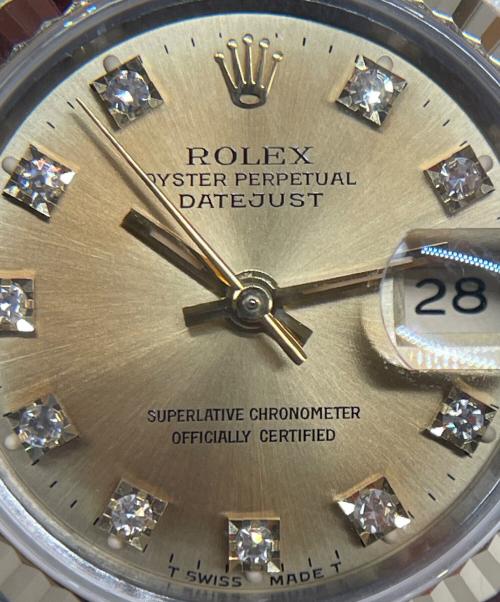 ROLEX
OYSTER PERPETUAL
DATEJUST
28
SUPERLATIVE CHRONOMETER
OFFICIALLY CERTIFIED
T SWISS MADE T